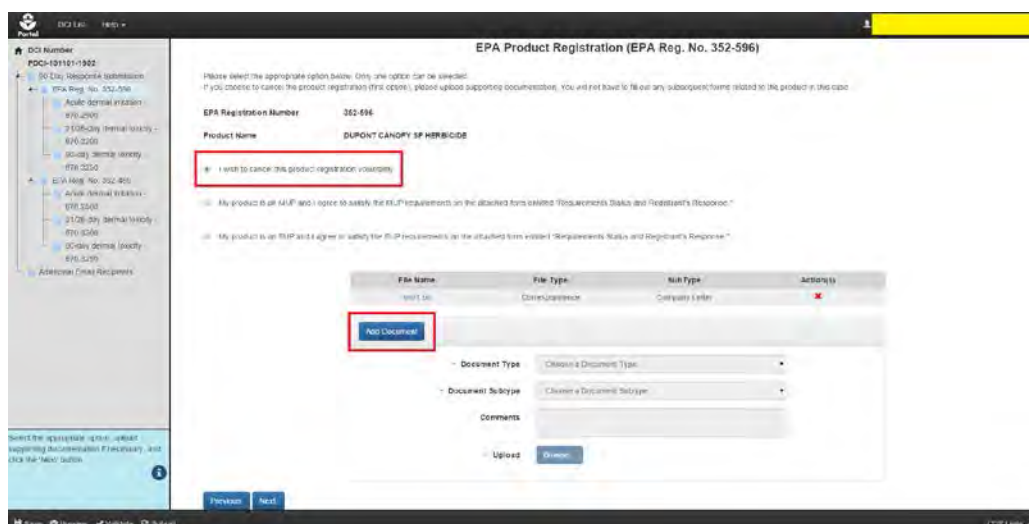 Portal
DCI List Help
DCI Number
PDCI-101101-1902
90 Day Response Submission
EPA Reg. No. 352-596
Acute dermal irritation -
870.2500
21/28-day dermal toxicity -
870.3200
90-day dermal toxicity -
870.3250
EPA Reg. No. 352-
Acute dermal irritation -
870.2500
21/28-day dermal toxicity -
870.3200
90-day dermal toxicity -
870.3250
Additional Email Recipients
Select the appropriate option, upload
supporting documentation if necessary, and
click the "Next" button.
EPA Product Registration (EPA Reg. No. 352-596)
Please select the appropriate option below. Only one option can be selected.
If you choose to cancel the product registration (first option), please upload supporting documentation. You will not have to fill out any subsequent forms related to this product in this case.
EPA Registration Number 352-596
Product Name DUPONT CANOPY SP HERBICIDE
I wish to cancel this product registration voluntarily.
My product is an MUP and I agree to satisfy the MUP requirements on the attached form entitled "Requirements Status and Registrant's Response."
My product is an EUP and I agree to satisfy the EUP requirements on the attached form entitled "Requirements Status and Registrant's Response."
File Name File Type Sub Type Action(s)
Correspondence Company Letter
Add Document
Document Type Choose a Document Type
Document Subtype Choose a Document Subtype
Comments
Upload Browse...
Previous Next
Save Validate